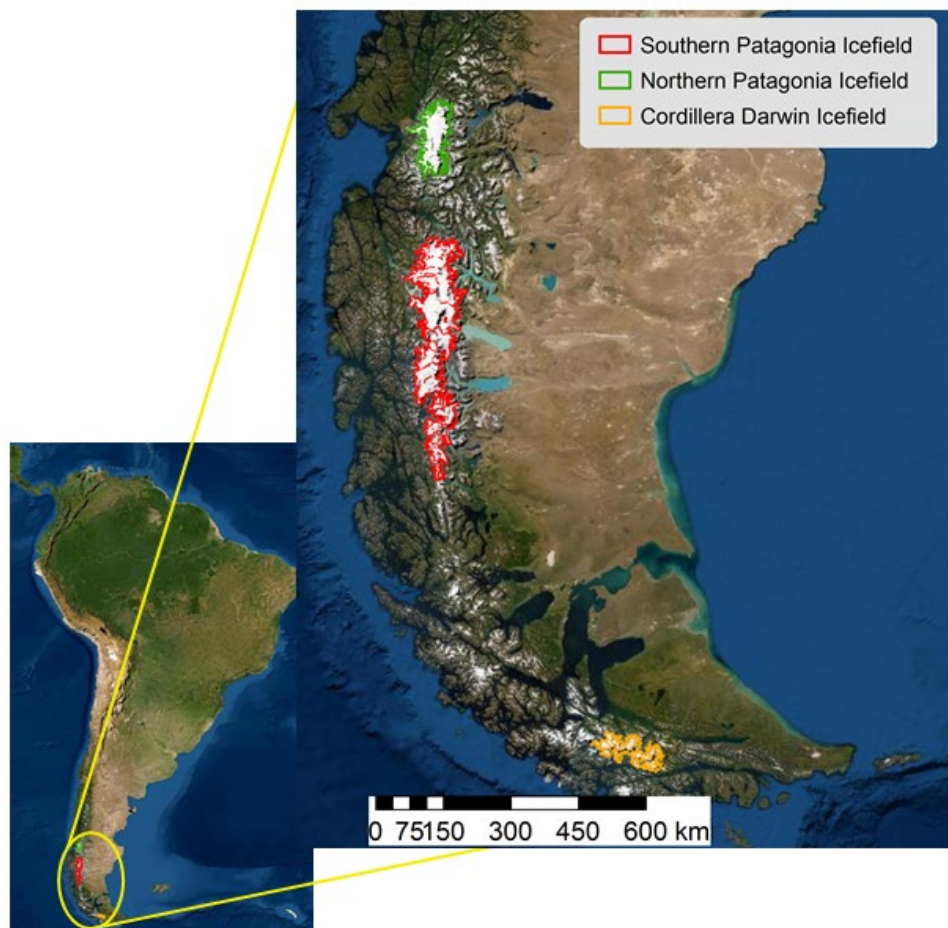 Southern Patagonia Icefield
Northern Patagonia Icefield
Cordillera Darwin Icefield
0 75150 300 450 600 km